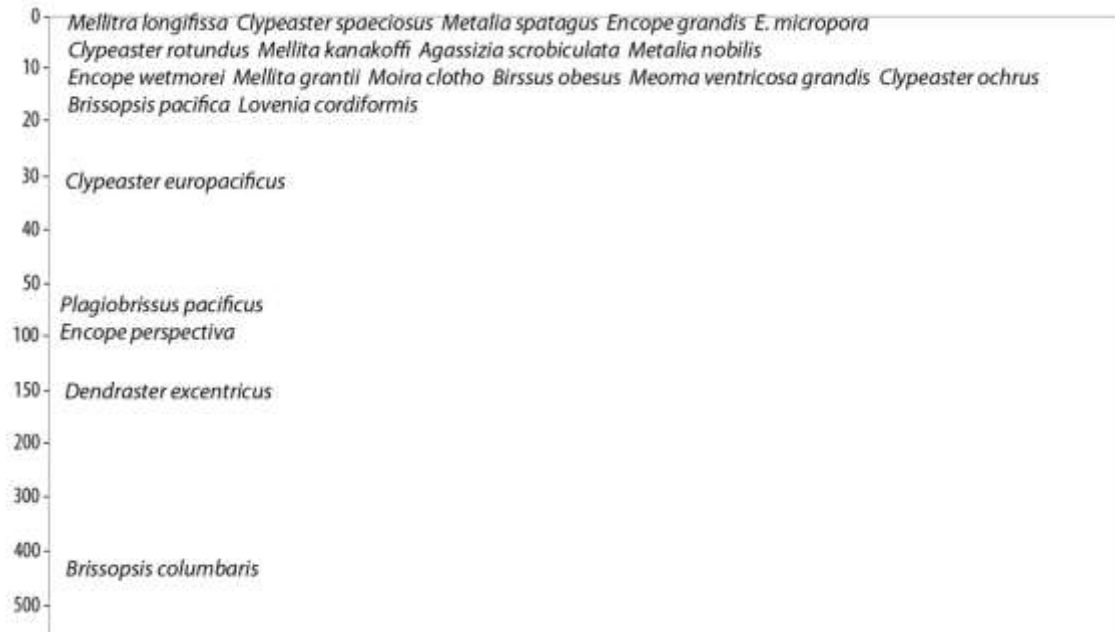 0 Mellitra longifissa Clypeaster spaeciosus Metalia spatagus Encope grandis E. micropora
Clypeaster rotundus Mellita kanakoffi Agassizia scrobiculata Metalia nobilis
10 Encope wetmorei Mellita grantii Moira clotho Birssus obesus Meoma ventricosa grandis Clypeaster ochrus
Brissopsis pacifica Lovenia cordiformis
20
30 Clypeaster europacificus
40
50
Plagiobrissus pacificus
100 Encope perspectiva
150 Dendraster excentricus
200
300
400
Brissopsis columbaris
500